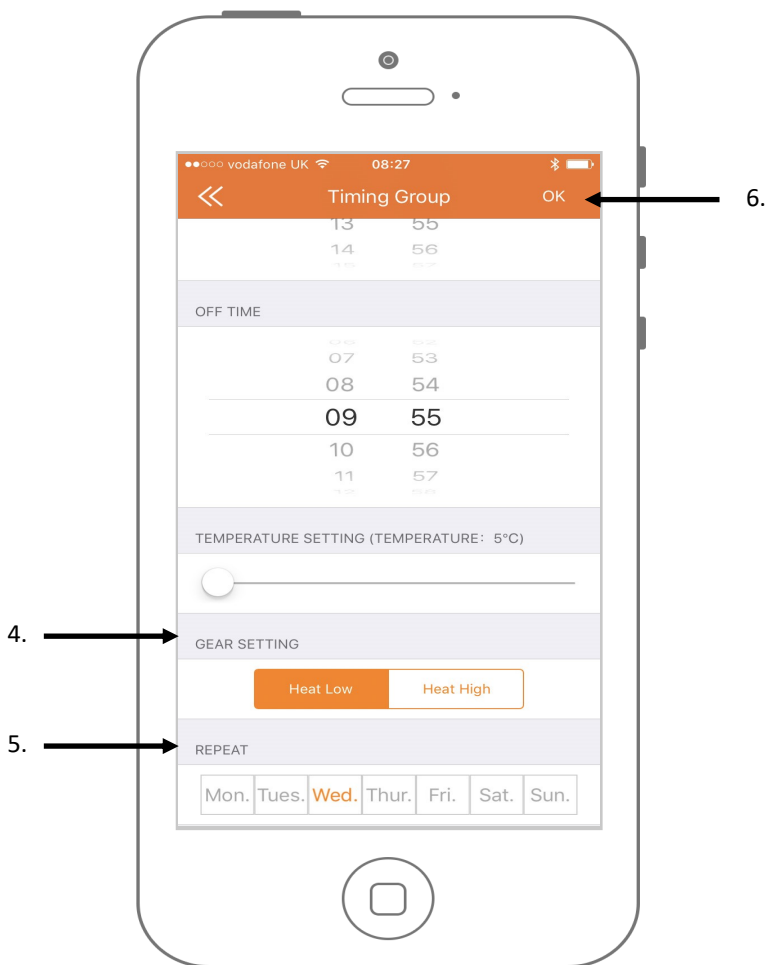 vodafone UK 08:27
Timing Group OK
6.
13 55
14 56
OFF TIME
07 53
08 54
09 55
10 56
11 57
TEMPERATURE SETTING (TEMPERATURE: 5°C)
4.
GEAR SETTING
Heat Low Heat High
5.
REPEAT
Mon. Tues. Wed. Thur. Fri. Sat. Sun.